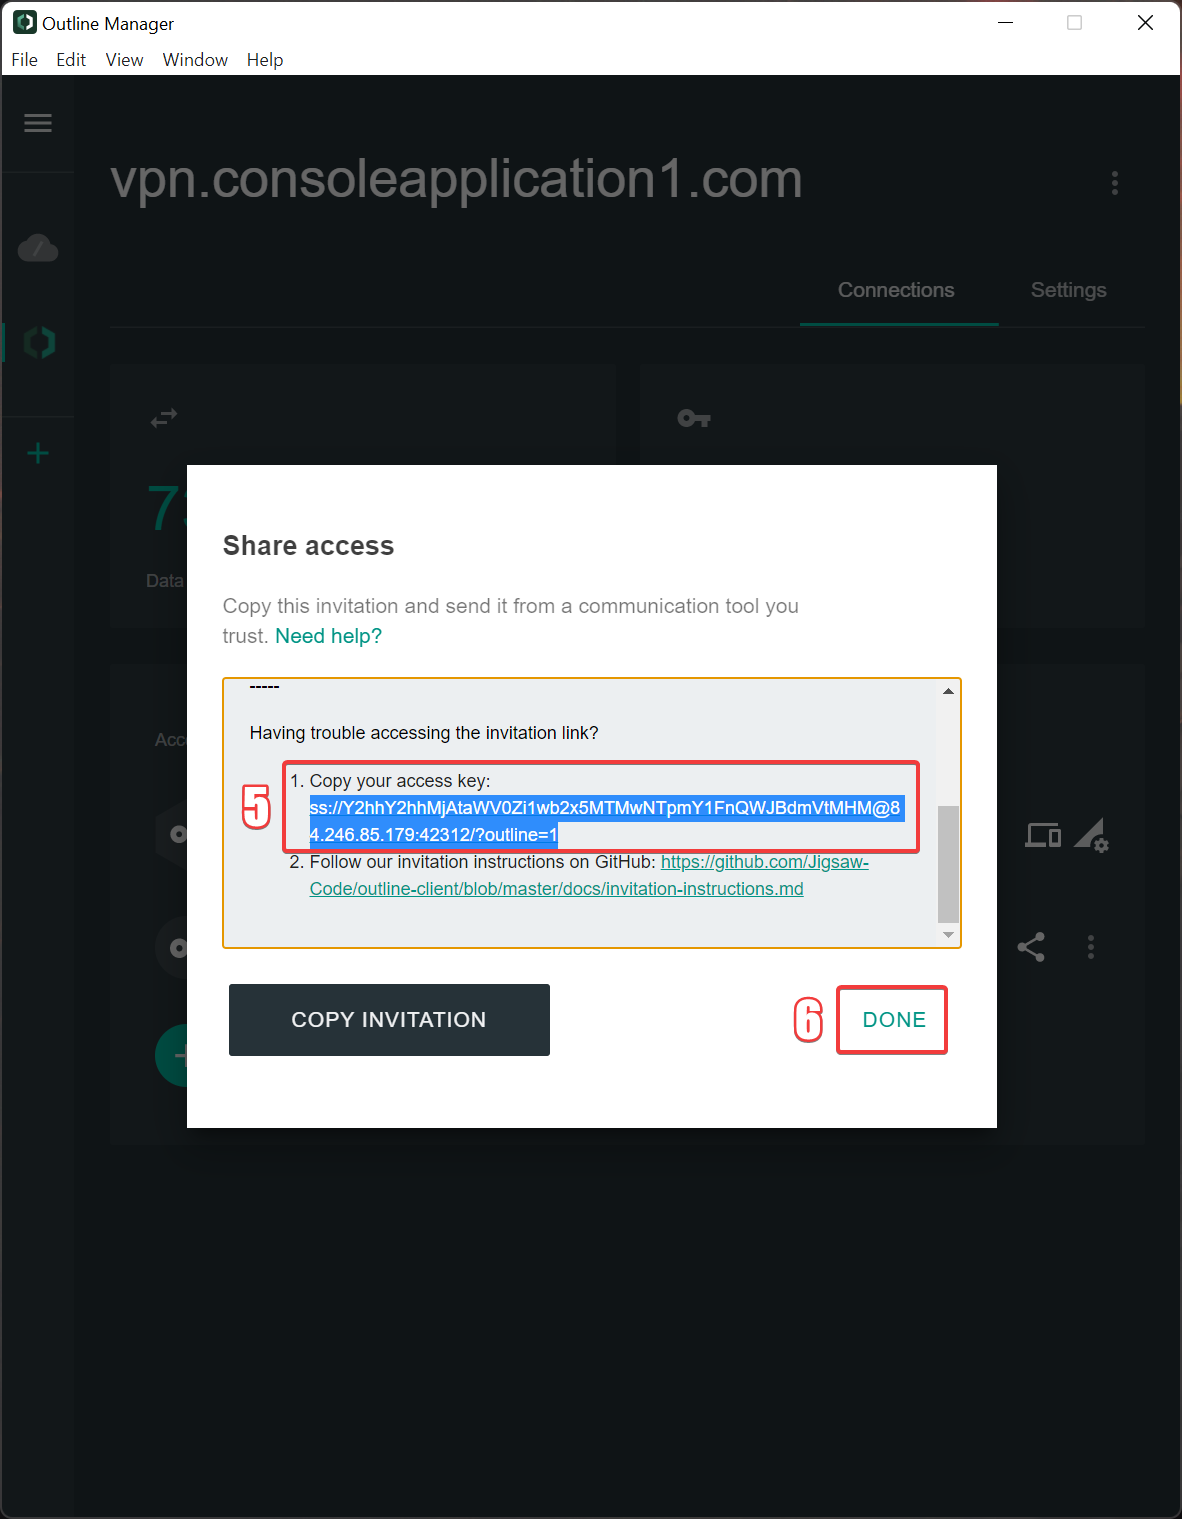 Outline Manager
File Edit View Window Help
vpn.consoleapplication1.com
Connections Settings
Data
Share access
Copy this invitation and send it from a communication tool you
trust. Need help?
-----
Having trouble accessing the invitation link?
5
1. Copy your access key:
ss://Y2hhY2hhMjAtaWV0Zi1wb2x5MTMwNTpmY1FnQWJBdmVtMHM@8
4.246.85.179:42312/?outline=1
2. Follow our invitation instructions on GitHub: https://github.com/Jigsaw-
Code/outline-client/blob/master/docs/invitation-instructions.md
COPY INVITATION
6
DONE